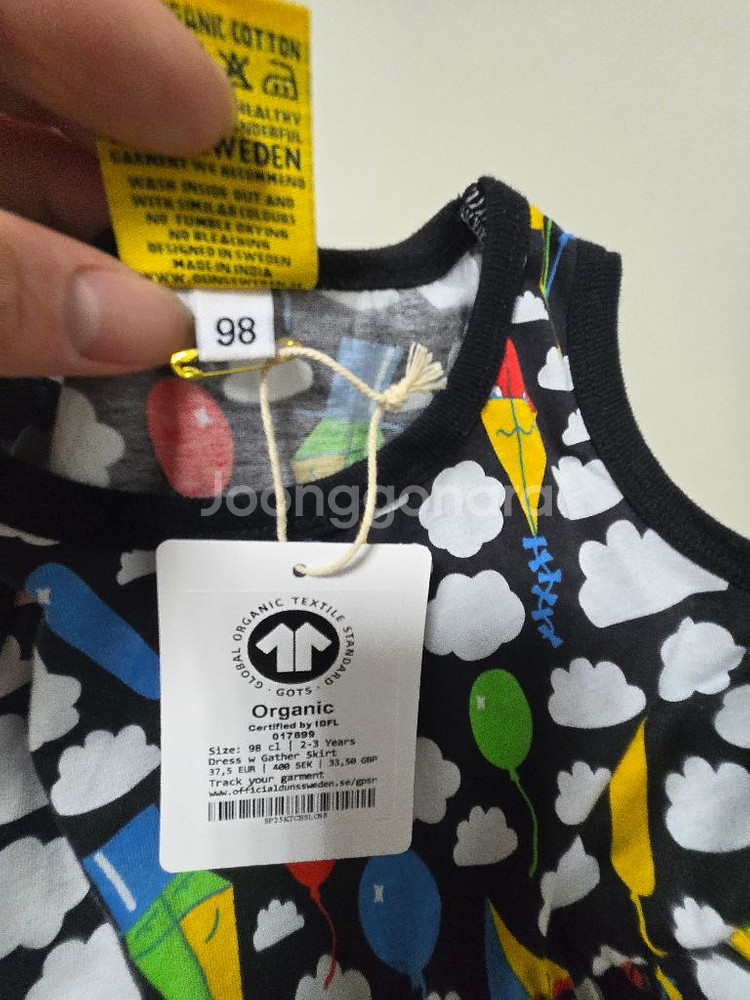 ORGANIC COTTON
SWEDEN
GARMENT WE RECOMMEND
WASH INSIDE OUT AND
WITH SIMILAR COLOURS
NO TUMBLE DRYING
NO BLEACHING
DESIGNED IN SWEDEN
MADE IN INDIA
98
Joonggonara
GLOBAL ORGANIC TEXTILE STANDARD
· GOTS ·
Organic
Certified by IDFL
017899
Size: 98 cl | 2-3 Years
Dress w Gather Skirt
37,5 EUR | 400 SEK | 33,50 GBP
Track your garment
www.officialdunssweden.se/gpsr